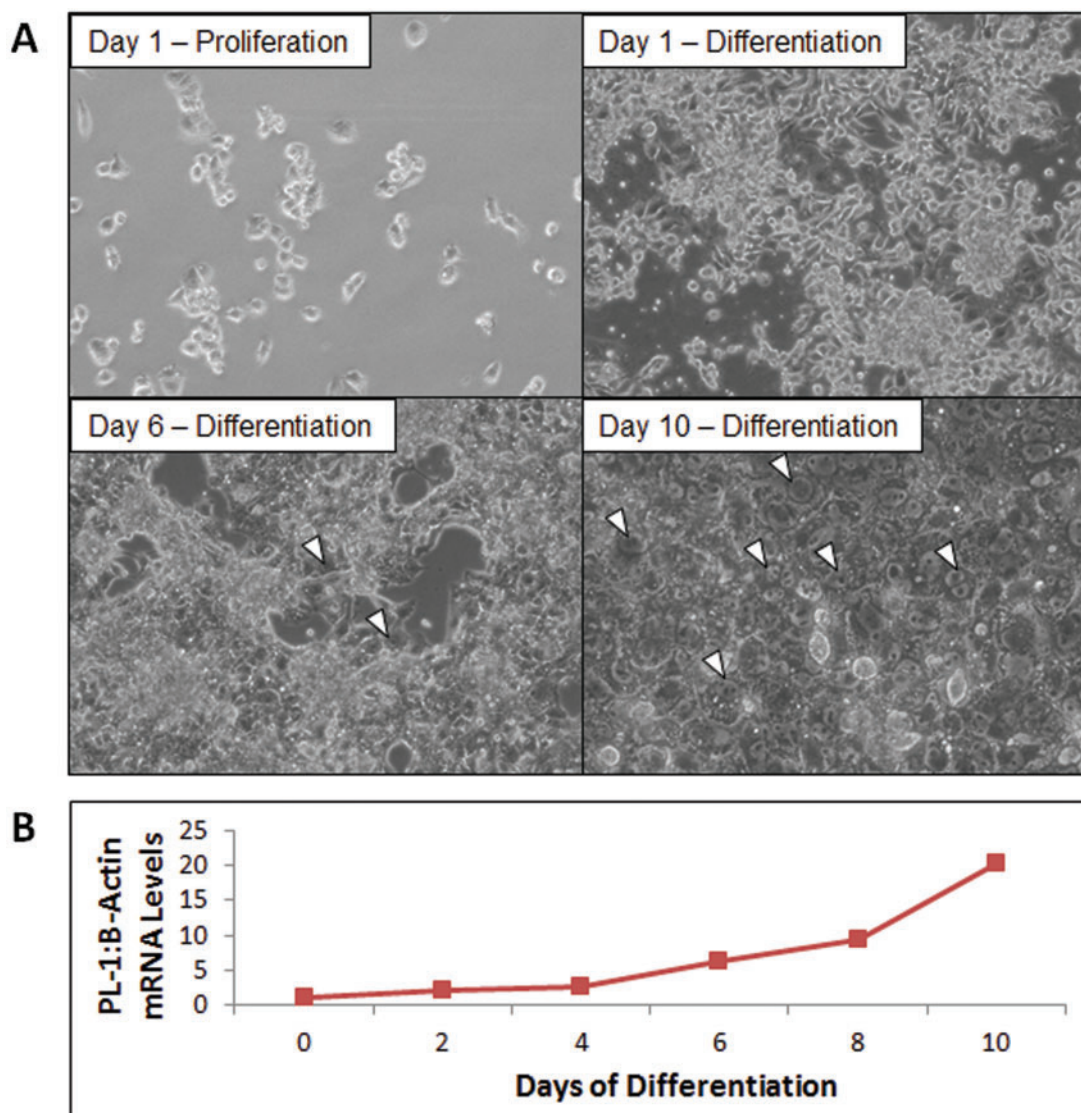 A
Day 1 – Proliferation
Day 1 – Differentiation
Day 6 – Differentiation
Day 10 – Differentiation
B
PL-1:B-Actin
mRNA Levels
25
20
15
10
5
0
0 2 4 6 8 10
Days of Differentiation